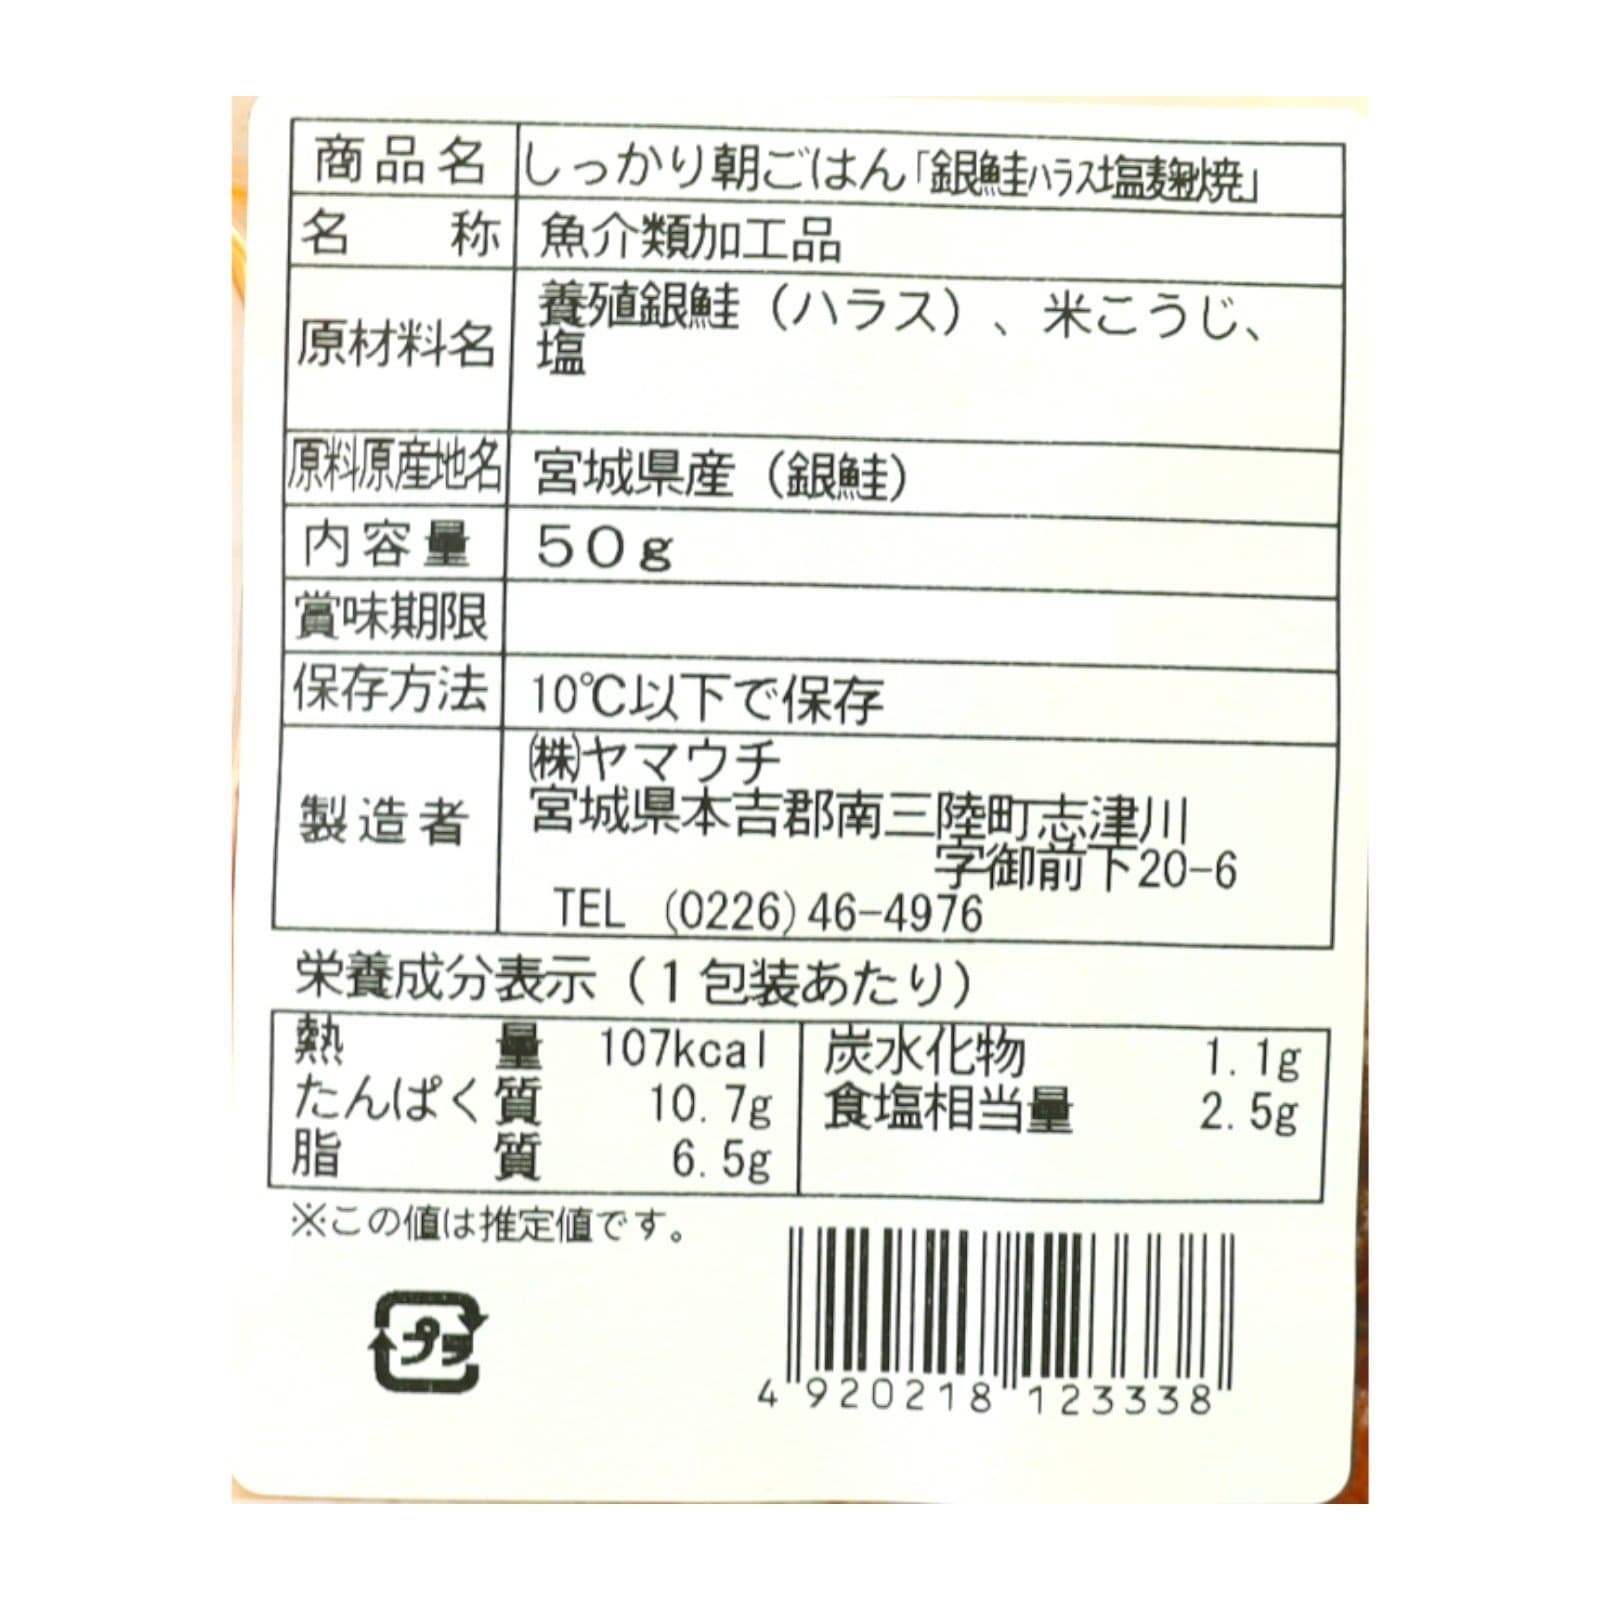 商品名 しっかり朝ごはん「銀鮭ハラス塩麹焼」
名称 魚介類加工品
原材料名 養殖銀鮭（ハラス）、米こうじ、
塩
原料原産地名 宮城県産（銀鮭）
内容量 50g
賞味期限
保存方法 10℃以下で保存
製造者 ㈱ヤマウチ
宮城県本吉郡南三陸町志津川
字御前下20-6
TEL (0226)46-4976
栄養成分表示（1包装あたり）
熱量 107kcal 炭水化物 1.1g
たんぱく質 10.7g 食塩相当量 2.5g
脂質 6.5g
※この値は推定値です。
プラ
4 920218 123338